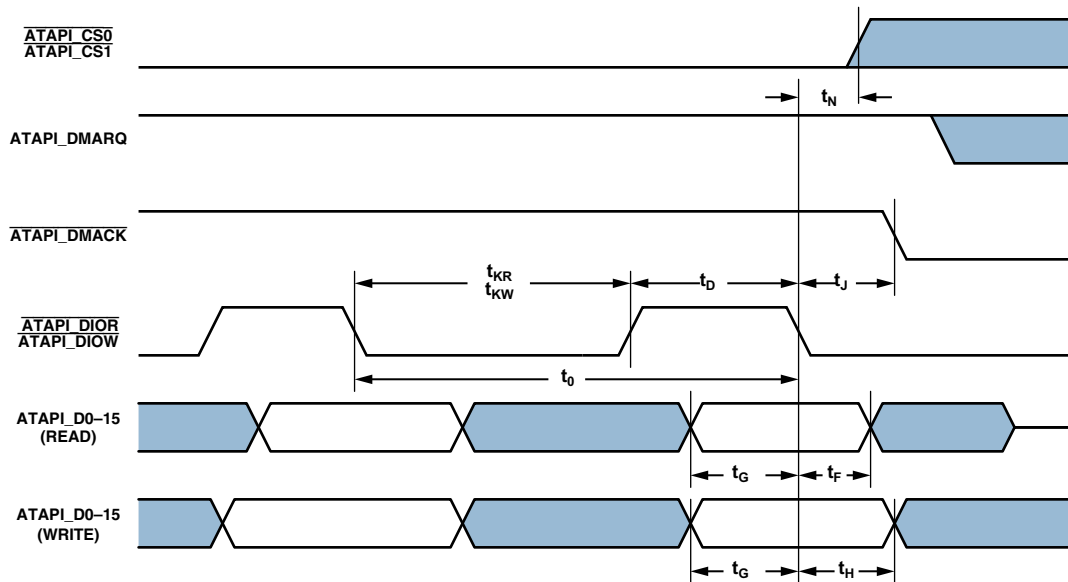 ATAPI_CS0
ATAPI_CS1
tN
ATAPI_DMARQ
ATAPI_DMACK
tKR
tKW
tD
tJ
ATAPI_DIOR
ATAPI_DIOW
t0
ATAPI_D0–15
(READ)
tG
tF
ATAPI_D0–15
(WRITE)
tG
tH